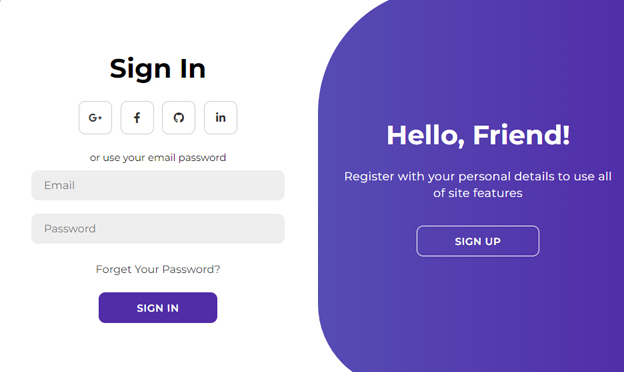 Sign In
G+ f in
or use your email password
Email
Password
Forget Your Password?
SIGN IN
Hello, Friend!
Register with your personal details to use all
of site features
SIGN UP